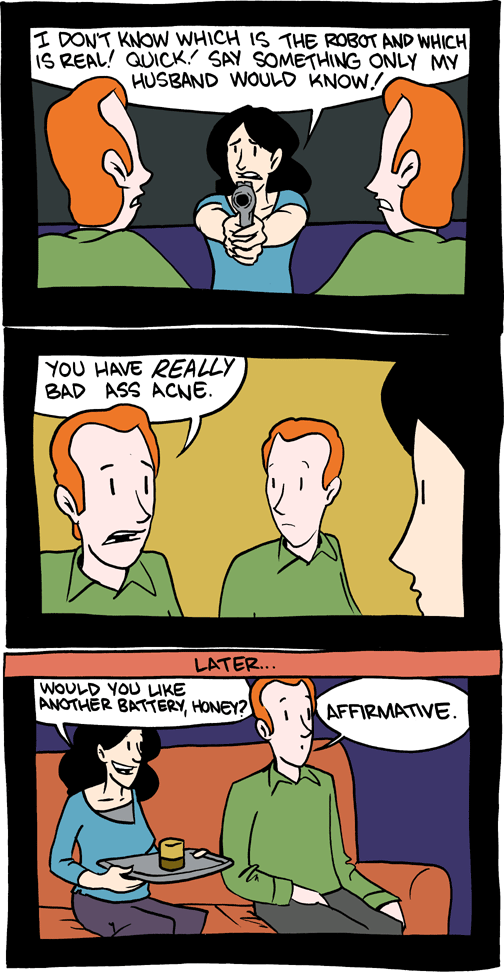 I DON'T KNOW WHICH IS THE ROBOT AND WHICH
IS REAL! QUICK! SAY SOMETHING ONLY MY
HUSBAND WOULD KNOW!
YOU HAVE REALLY
BAD ASS ACNE.
LATER...
WOULD YOU LIKE
ANOTHER BATTERY, HONEY?
AFFIRMATIVE.